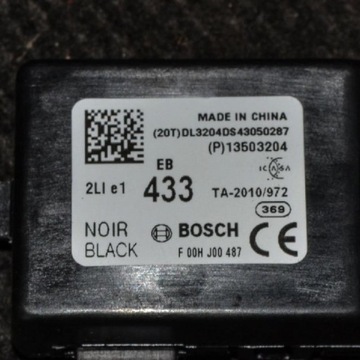 MADE IN CHINA
(20T)DL3204DS43050287
(P)13503204
EB
ICASA
2LI e1
433
TA-2010/972
369
NOIR
BLACK
BOSCH
F 00H J00 487
CE